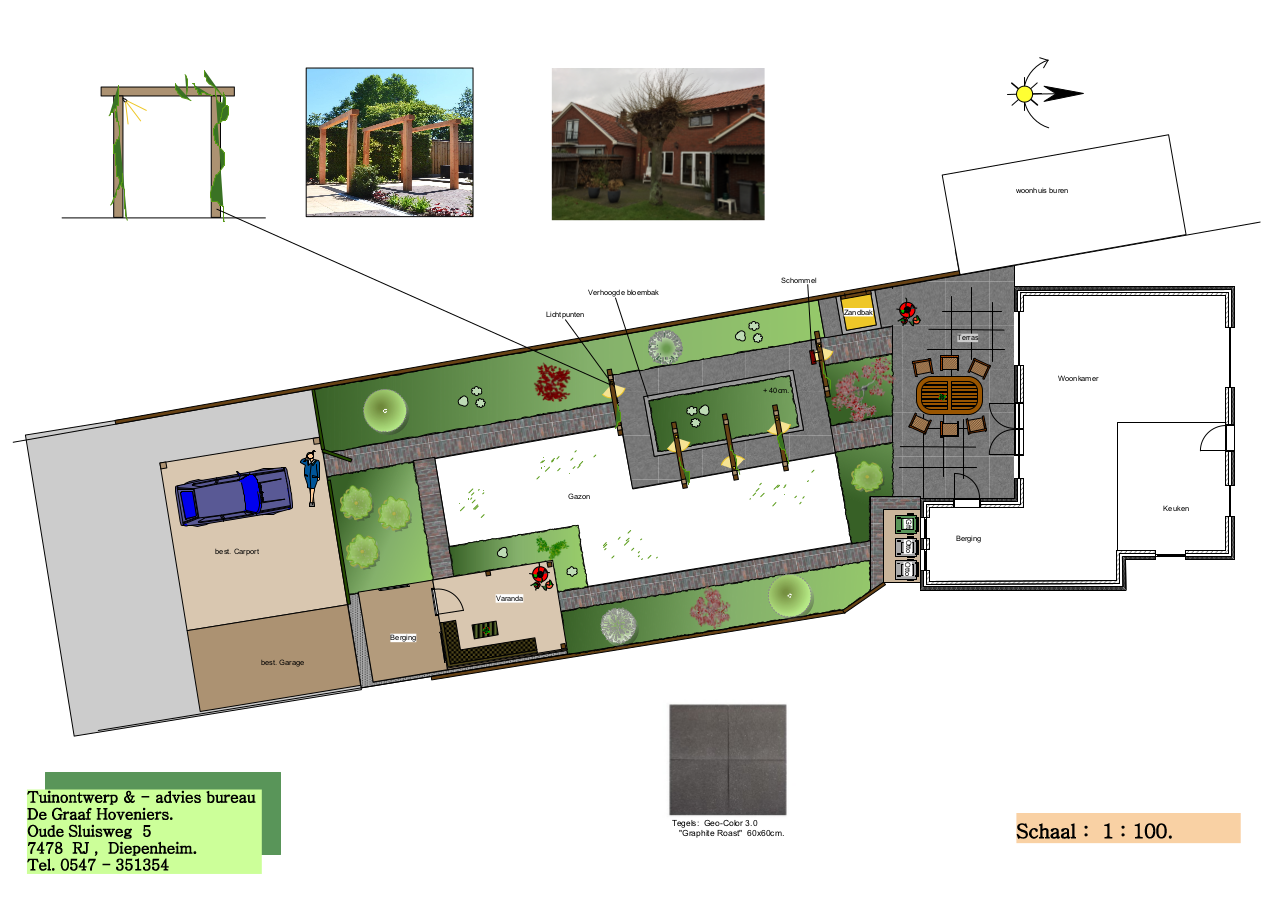 woonhuis buren
Schommel
Verhoogde bloembak
Lichtpunten
Zandbak
Terras
Woonkamer
+ 40cm.
Gazon
Keuken
Berging
best. Carport
Varanda
Berging
best. Garage
Tegels: Geo-Color 3.0
"Graphite Roast" 60x60cm.
Tuinontwerp & - advies bureau
De Graaf Hoveniers.
Oude Sluisweg 5
7478 RJ , Diepenheim.
Tel. 0547 - 351354
Schaal : 1 : 100.